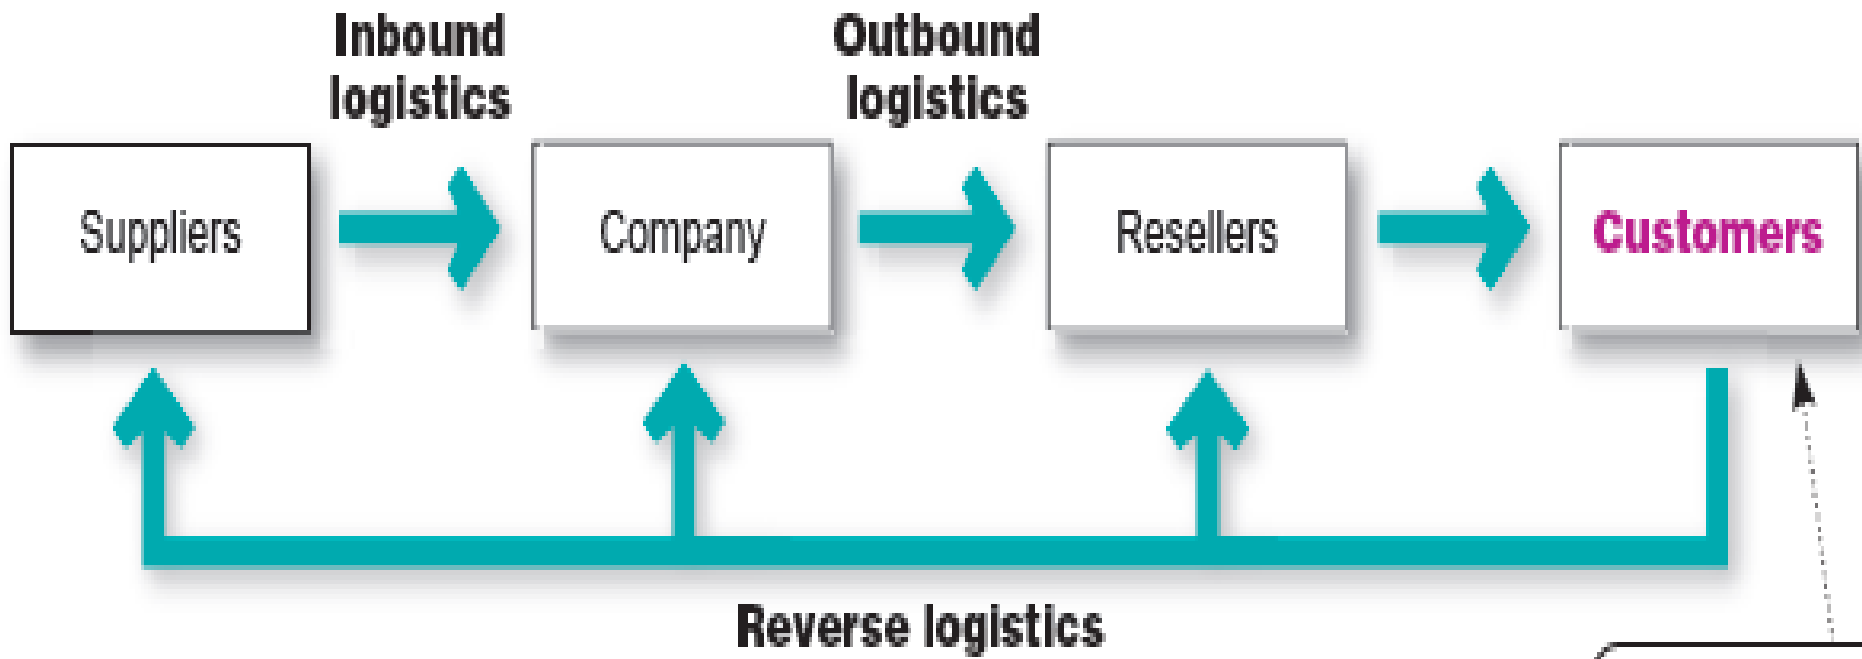 Inbound
logistics
Outbound
logistics
Suppliers
Company
Resellers
Customers
Reverse logistics